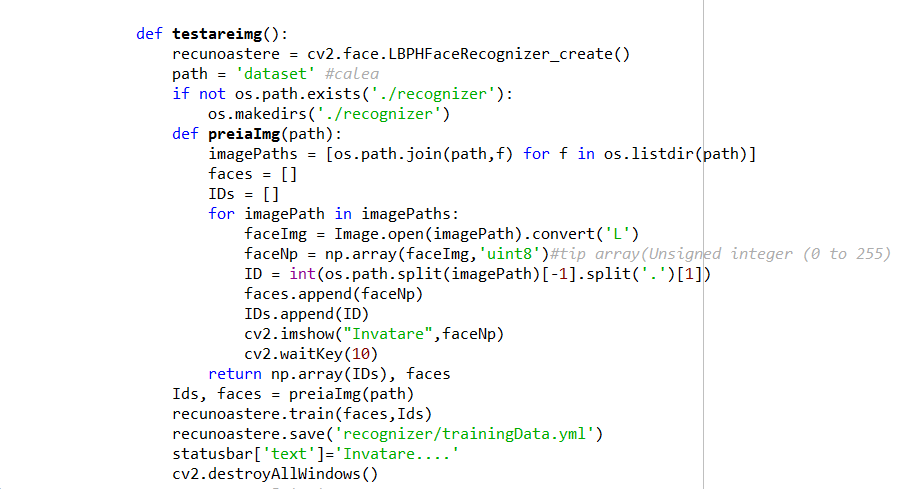 def testareimg():
    recunoastere = cv2.face.LBPHFaceRecognizer_create()
    path = 'dataset' #calea
    if not os.path.exists('./recognizer'):
        os.makedirs('./recognizer')
    def preiaImg(path):
        imagePaths = [os.path.join(path,f) for f in os.listdir(path)]
        faces = []
        IDs = []
        for imagePath in imagePaths:
            faceImg = Image.open(imagePath).convert('L')
            faceNp = np.array(faceImg,'uint8')#tip array(Unsigned integer (0 to 255)
            ID = int(os.path.split(imagePath)[-1].split('.')[1])
            faces.append(faceNp)
            IDs.append(ID)
            cv2.imshow("Invatare",faceNp)
            cv2.waitKey(10)
        return np.array(IDs), faces
    Ids, faces = preiaImg(path)
    recunoastere.train(faces,Ids)
    recunoastere.save('recognizer/trainingData.yml')
    statusbar['text']='Invatare....'
    cv2.destroyAllWindows()